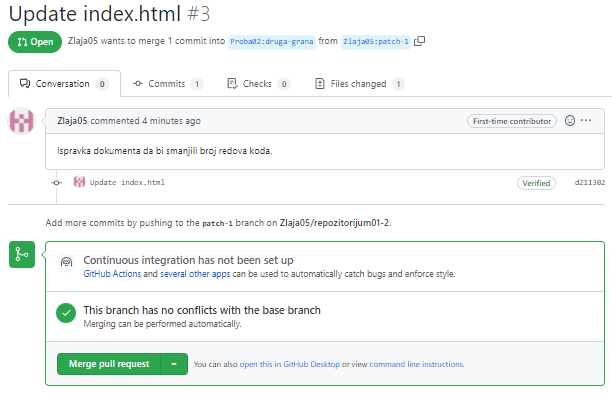 Update index.html #3
Open Zlaja05 wants to merge 1 commit into Proba02:druga-grana from Zlaja05:patch-1
Conversation 0 Commits 1 Checks 0 Files changed 1
Zlaja05 commented 4 minutes ago First-time contributor
Ispravka dokumenta da bi smanjili broj redova koda.
Update index.html Verified d211302
Add more commits by pushing to the patch-1 branch on Zlaja05/repozitorijum01-2.
Continuous integration has not been set up
GitHub Actions and several other apps can be used to automatically catch bugs and enforce style.
This branch has no conflicts with the base branch
Merging can be performed automatically.
Merge pull request You can also open this in GitHub Desktop or view command line instructions.